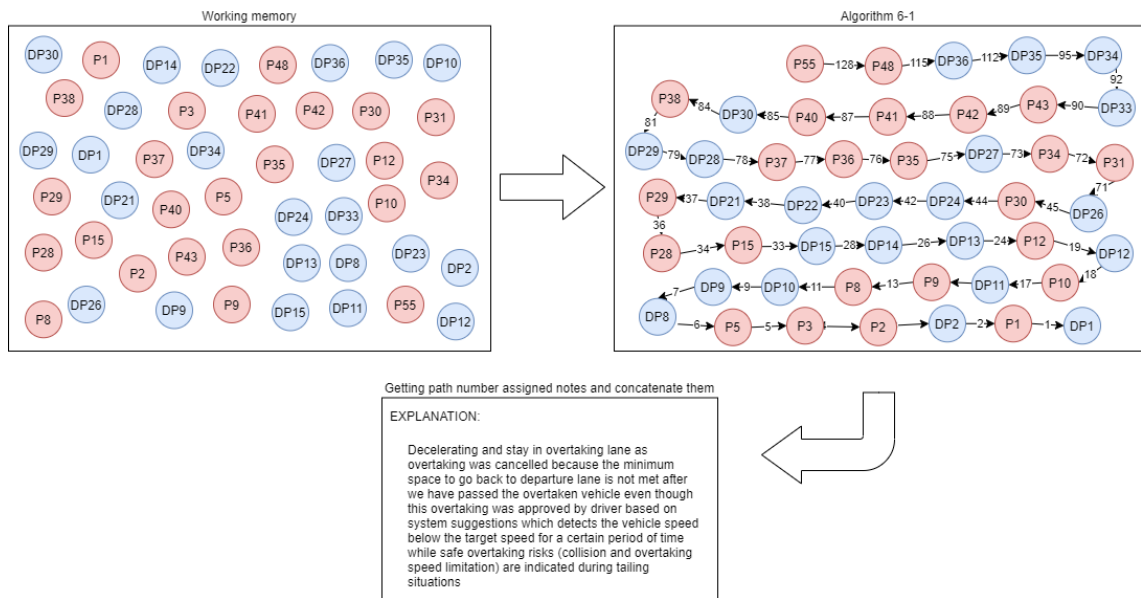 Working memory
DP30 P1 DP14 DP22 P48 DP36 DP35 DP10
P38 DP28 P3 P41 P42 P30 P31
DP29 DP1 P37 DP34 P35 DP27 P12 P34
P29 DP21 P40 P5 DP24 DP33 P10
P28 P15 P2 P43 P36 DP13 DP8 DP23 DP2
P8 DP26 DP9 P9 DP15 DP11 P55 DP12
Algorithm 6-1
P55 128 P48 115 DP36 112 DP35 95 DP34
92
P38 84 DP30 85 P40 87 P41 88 P42 89 P43 90 DP33
81
DP29 79 DP28 78 P37 77 P36 76 P35 75 DP27 73 P34 72 P31
71
P29 37 DP21 38 DP22 40 DP23 42 DP24 44 P30 45 DP26
36
P28 34 P15 33 DP15 28 DP14 26 DP13 24 P12 19 DP12
18
7 DP9 9 DP10 11 P8 13 P9 DP11 17 P10
DP8 6 P5 5 P3 P2 DP2 2 P1 1 DP1
Getting path number assigned notes and concatenate them
EXPLANATION:
Decelerating and stay in overtaking lane as
overtaking was cancelled because the minimum
space to go back to departure lane is not met after
we have passed the overtaken vehicle even though
this overtaking was approved by driver based on
system suggestions which detects the vehicle speed
below the target speed for a certain period of time
while safe overtaking risks (collision and overtaking
speed limitation) are indicated during tailing
situations